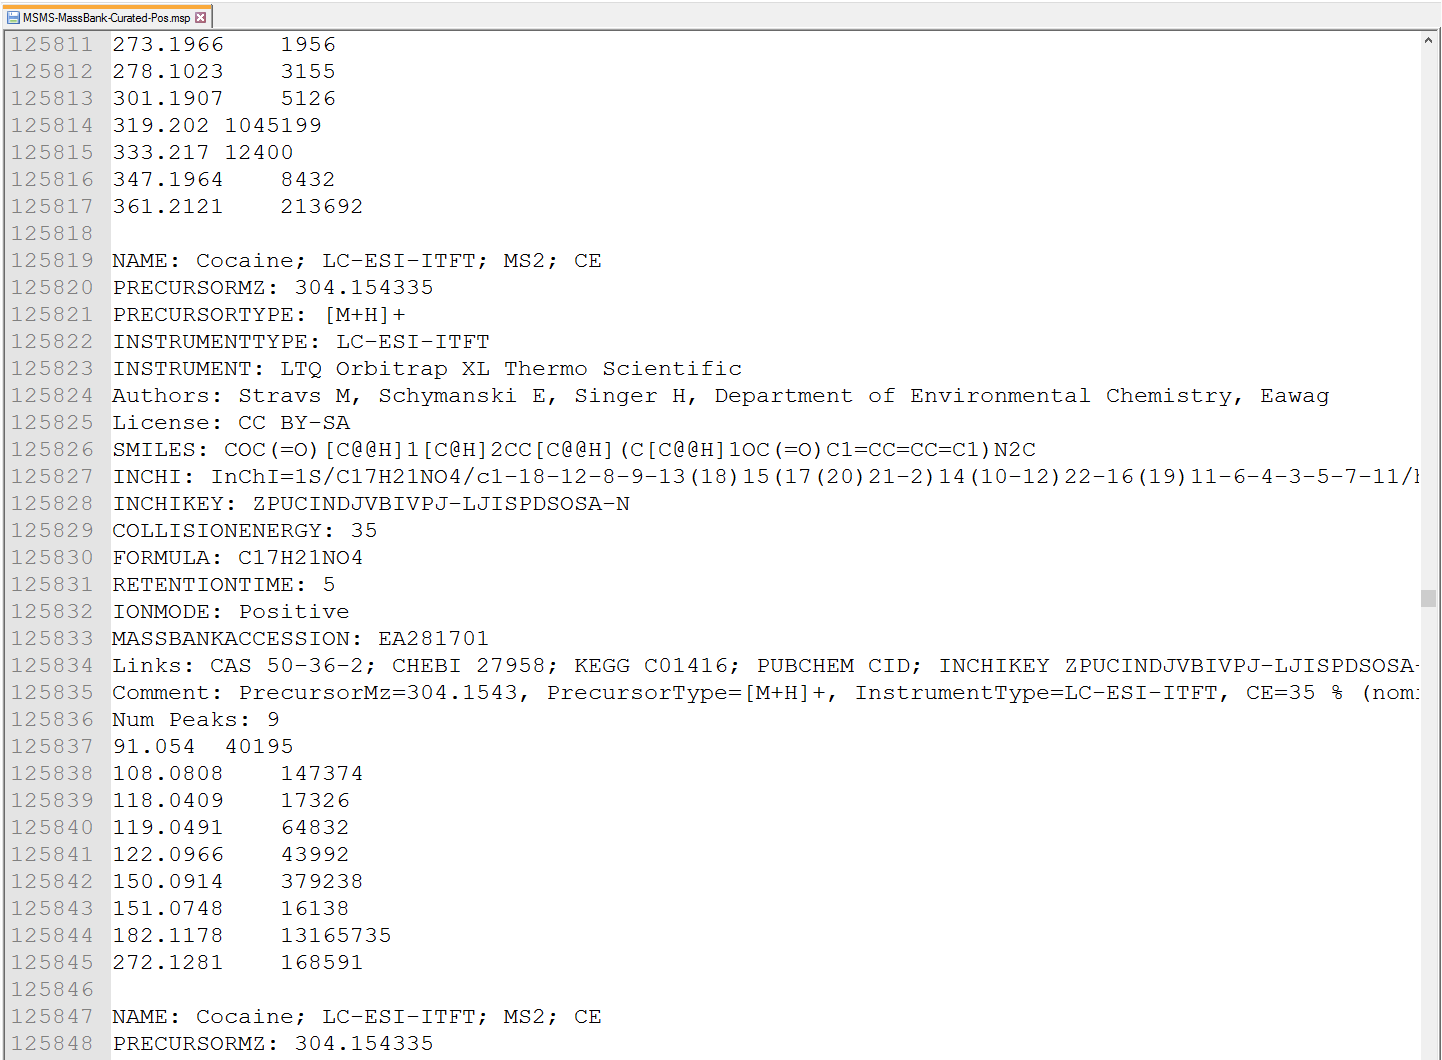 MSMS-MassBank-Curated-Pos.msp
125811 273.1966 1956
125812 278.1023 3155
125813 301.1907 5126
125814 319.202 1045199
125815 333.217 12400
125816 347.1964 8432
125817 361.2121 213692
125818
125819 NAME: Cocaine; LC-ESI-ITFT; MS2; CE
125820 PRECURSORMZ: 304.154335
125821 PRECURSORTYPE: [M+H]+
125822 INSTRUMENTTYPE: LC-ESI-ITFT
125823 INSTRUMENT: LTQ Orbitrap XL Thermo Scientific
125824 Authors: Stravs M, Schymanski E, Singer H, Department of Environmental Chemistry, Eawag
125825 License: CC BY-SA
125826 SMILES: COC(=O)[C@@H]1[C@H]2CC[C@@H](C[C@@H]1OC(=O)C1=CC=CC=C1)N2C
125827 INCHI: InChI=1S/C17H21NO4/c1-18-12-8-9-13(18)15(17(20)21-2)14(10-12)22-16(19)11-6-4-3-5-7-11/
125828 INCHIKEY: ZPUCINDJVBIVPJ-LJISPDSOSA-N
125829 COLLISIONENERGY: 35
125830 FORMULA: C17H21NO4
125831 RETENTIONTIME: 5
125832 IONMODE: Positive
125833 MASSBANKACCESSION: EA281701
125834 Links: CAS 50-36-2; CHEBI 27958; KEGG C01416; PUBCHEM CID; INCHIKEY ZPUCINDJVBIVPJ-LJISPDSOSA-
125835 Comment: PrecursorMz=304.1543, PrecursorType=[M+H]+, InstrumentType=LC-ESI-ITFT, CE=35 % (nom
125836 Num Peaks: 9
125837 91.054 40195
125838 108.0808 147374
125839 118.0409 17326
125840 119.0491 64832
125841 122.0966 43992
125842 150.0914 379238
125843 151.0748 16138
125844 182.1178 13165735
125845 272.1281 168591
125846
125847 NAME: Cocaine; LC-ESI-ITFT; MS2; CE
125848 PRECURSORMZ: 304.154335